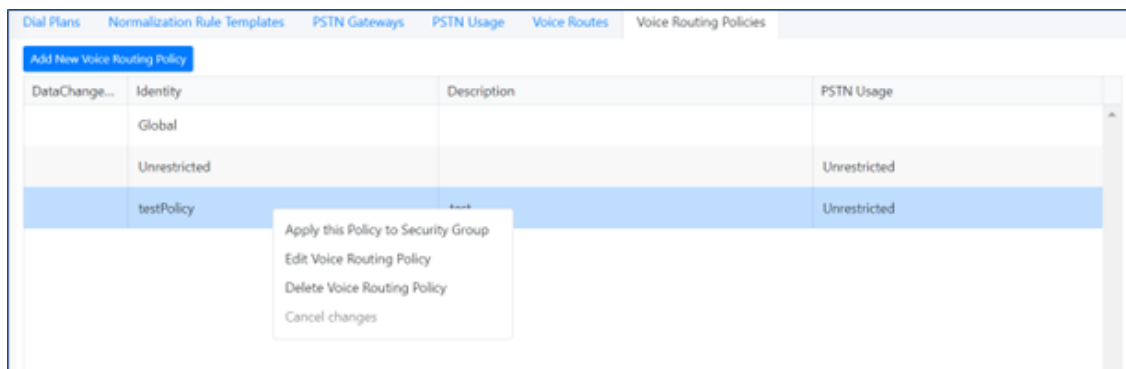 Dial Plans Normalization Rule Templates PSTN Gateways PSTN Usage Voice Routes Voice Routing Policies
Add New Voice Routing Policy
DataChange... Identity Description PSTN Usage
Global
Unrestricted Unrestricted
testPolicy test Unrestricted
Apply this Policy to Security Group
Edit Voice Routing Policy
Delete Voice Routing Policy
Cancel changes